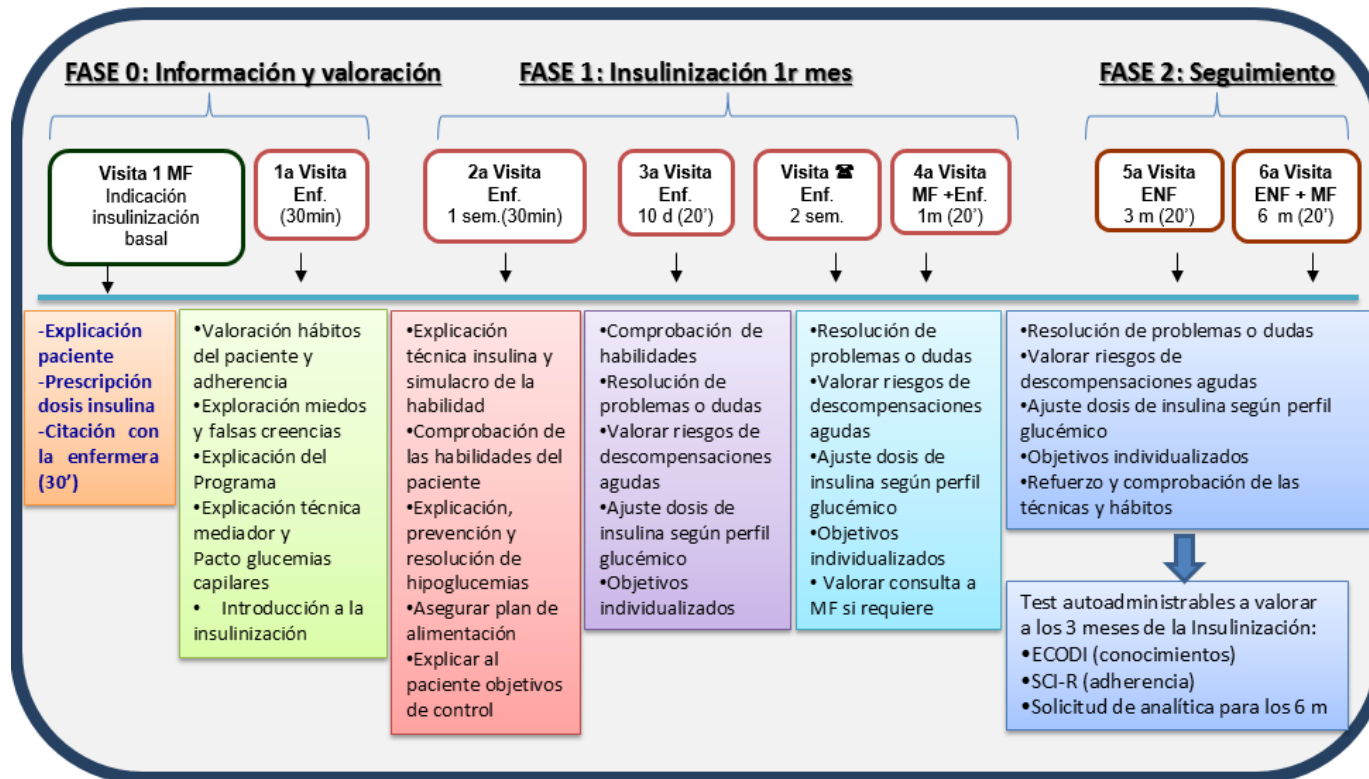 FASE 0: Información y valoración
FASE 1: Insulinización 1r mes
FASE 2: Seguimiento
Visita 1 MF
Indicación
insulinización
basal
1a Visita
Enf.
(30min)
2a Visita
Enf.
1 sem.(30min)
3a Visita
Enf.
10 d (20')
Visita ☎
Enf.
2 sem.
4a Visita
MF +Enf.
1m (20')
5a Visita
ENF
3 m (20')
6a Visita
ENF + MF
6 m (20')
-Explicación
paciente
-Prescripción
dosis insulina
-Citación con
la enfermera
(30')
•Valoración hábitos
del paciente y
adherencia
•Exploración miedos
y falsas creencias
•Explicación del
Programa
•Explicación técnica
mediador y
Pacto glucemias
capilares
• Introducción a la
insulinización
•Explicación
técnica insulina y
simulacro de la
habilidad
•Comprobación de
las habilidades del
paciente
•Explicación,
prevención y
resolución de
hipoglucemias
•Asegurar plan de
alimentación
•Explicar al
paciente objetivos
de control
•Comprobación de
habilidades
•Resolución de
problemas o dudas
•Valorar riesgos de
descompensaciones
agudas
•Ajuste dosis de
insulina según perfil
glucémico
•Objetivos
individualizados
•Resolución de
problemas o dudas
•Valorar riesgos de
descompensaciones
agudas
•Ajuste dosis de
insulina según perfil
glucémico
•Objetivos
individualizados
• Valorar consulta a
MF si requiere
•Resolución de problemas o dudas
•Valorar riesgos de
descompensaciones agudas
•Ajuste dosis de insulina según perfil
glucémico
•Objetivos individualizados
•Refuerzo y comprobación de las
técnicas y hábitos
Test autoadministrables a valorar
a los 3 meses de la Insulinización:
•ECODI (conocimientos)
•SCI-R (adherencia)
•Solicitud de analítica para los 6 m